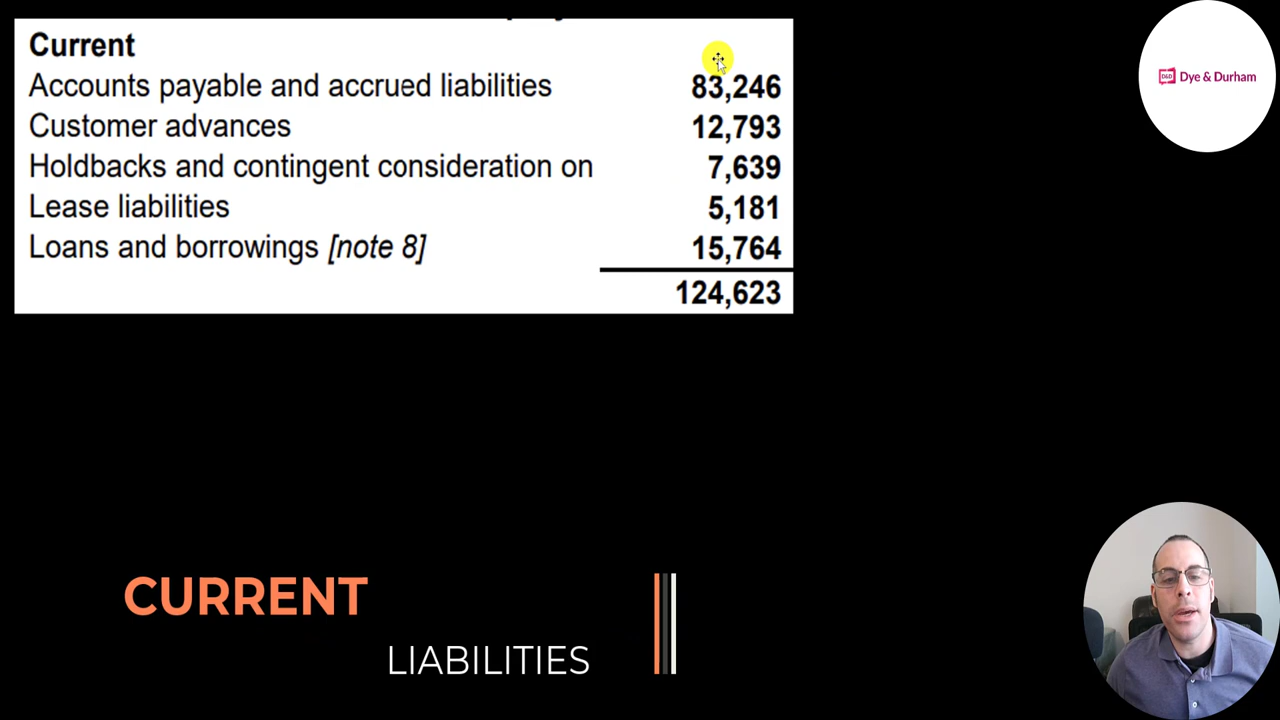 Current
Accounts payable and accrued liabilities 83,246
Customer advances 12,793
Holdbacks and contingent consideration on 7,639
Lease liabilities 5,181
Loans and borrowings [note 8] 15,764
124,623
D&D Dye & Durham
CURRENT
LIABILITIES